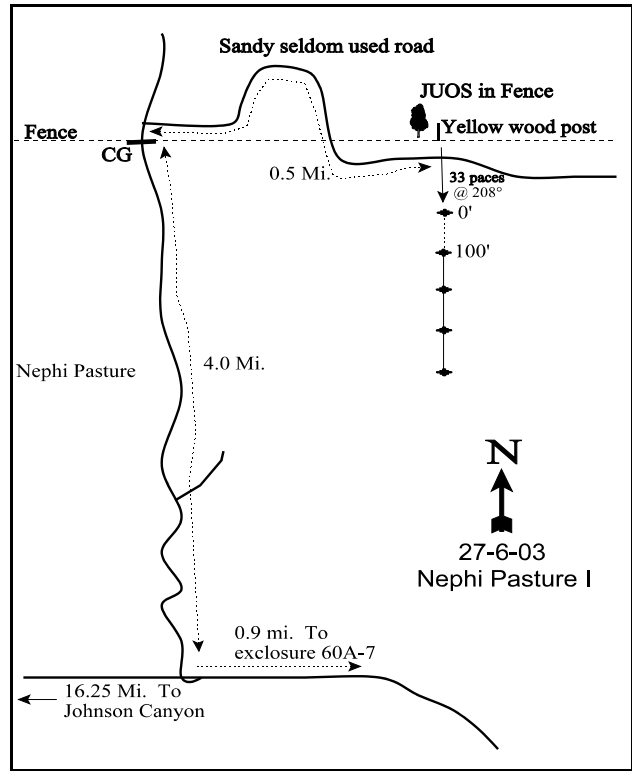 Sandy seldom used road
JUOS in Fence
Fence
Yellow wood post
CG
0.5 Mi.
33 paces
@ 208°
0'
100'
4.0 Mi.
Nephi Pasture
N
27-6-03
Nephi Pasture I
0.9 mi. To
exclosure 60A-7
16.25 Mi. To
Johnson Canyon